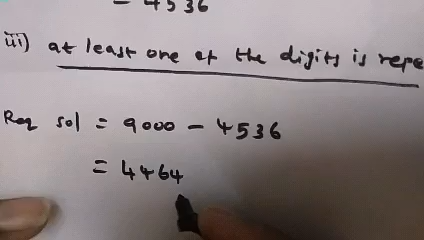 = 4536
iii) at least one of the digits is repe
Req sol = 9000 - 4536
= 4464